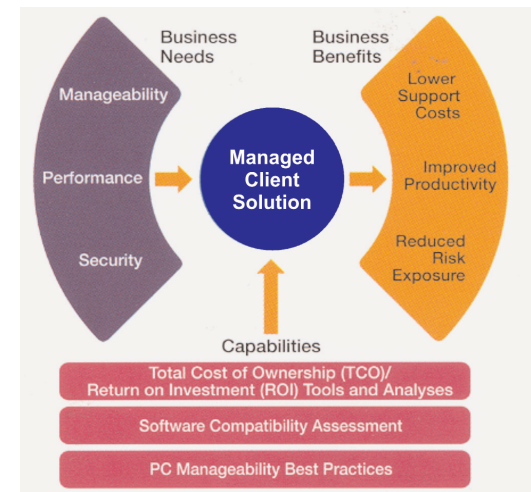 Business
Needs
Business
Benefits
Manageability
Performance
Security
Managed
Client
Solution
Lower
Support
Costs
Improved
Productivity
Reduced
Risk
Exposure
Capabilities
Total Cost of Ownership (TCO)/
Return on Investment (ROI) Tools and Analyses
Software Compatibility Assessment
PC Manageability Best Practices